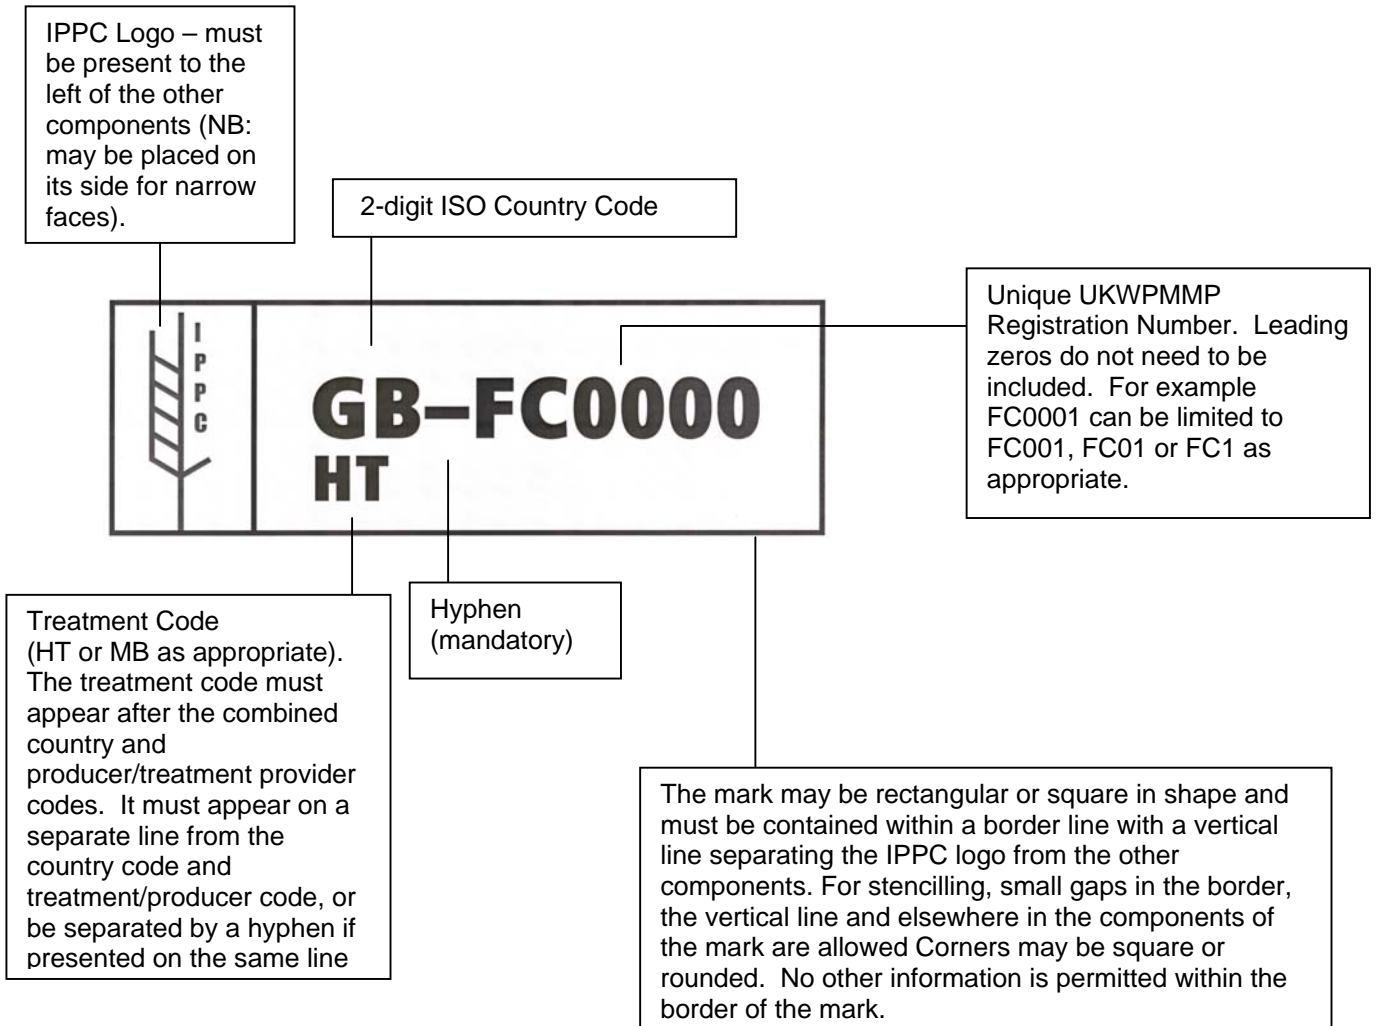 IPPC Logo – must
be present to the
left of the other
components (NB:
may be placed on
its side for narrow
faces).
2-digit ISO Country Code
Unique UKWPMMP
Registration Number.  Leading
zeros do not need to be
included.  For example
FC0001 can be limited to
FC001, FC01 or FC1 as
appropriate.
I
P
P
C
GB–FC0000
HT
Treatment Code
(HT or MB as appropriate).
The treatment code must
appear after the combined
country and
producer/treatment provider
codes.  It must appear on a
separate line from the
country code and
treatment/producer code, or
be separated by a hyphen if
presented on the same line
Hyphen
(mandatory)
The mark may be rectangular or square in shape and
must be contained within a border line with a vertical
line separating the IPPC logo from the other
components. For stencilling, small gaps in the border,
the vertical line and elsewhere in the components of
the mark are allowed Corners may be square or
rounded.  No other information is permitted within the
border of the mark.